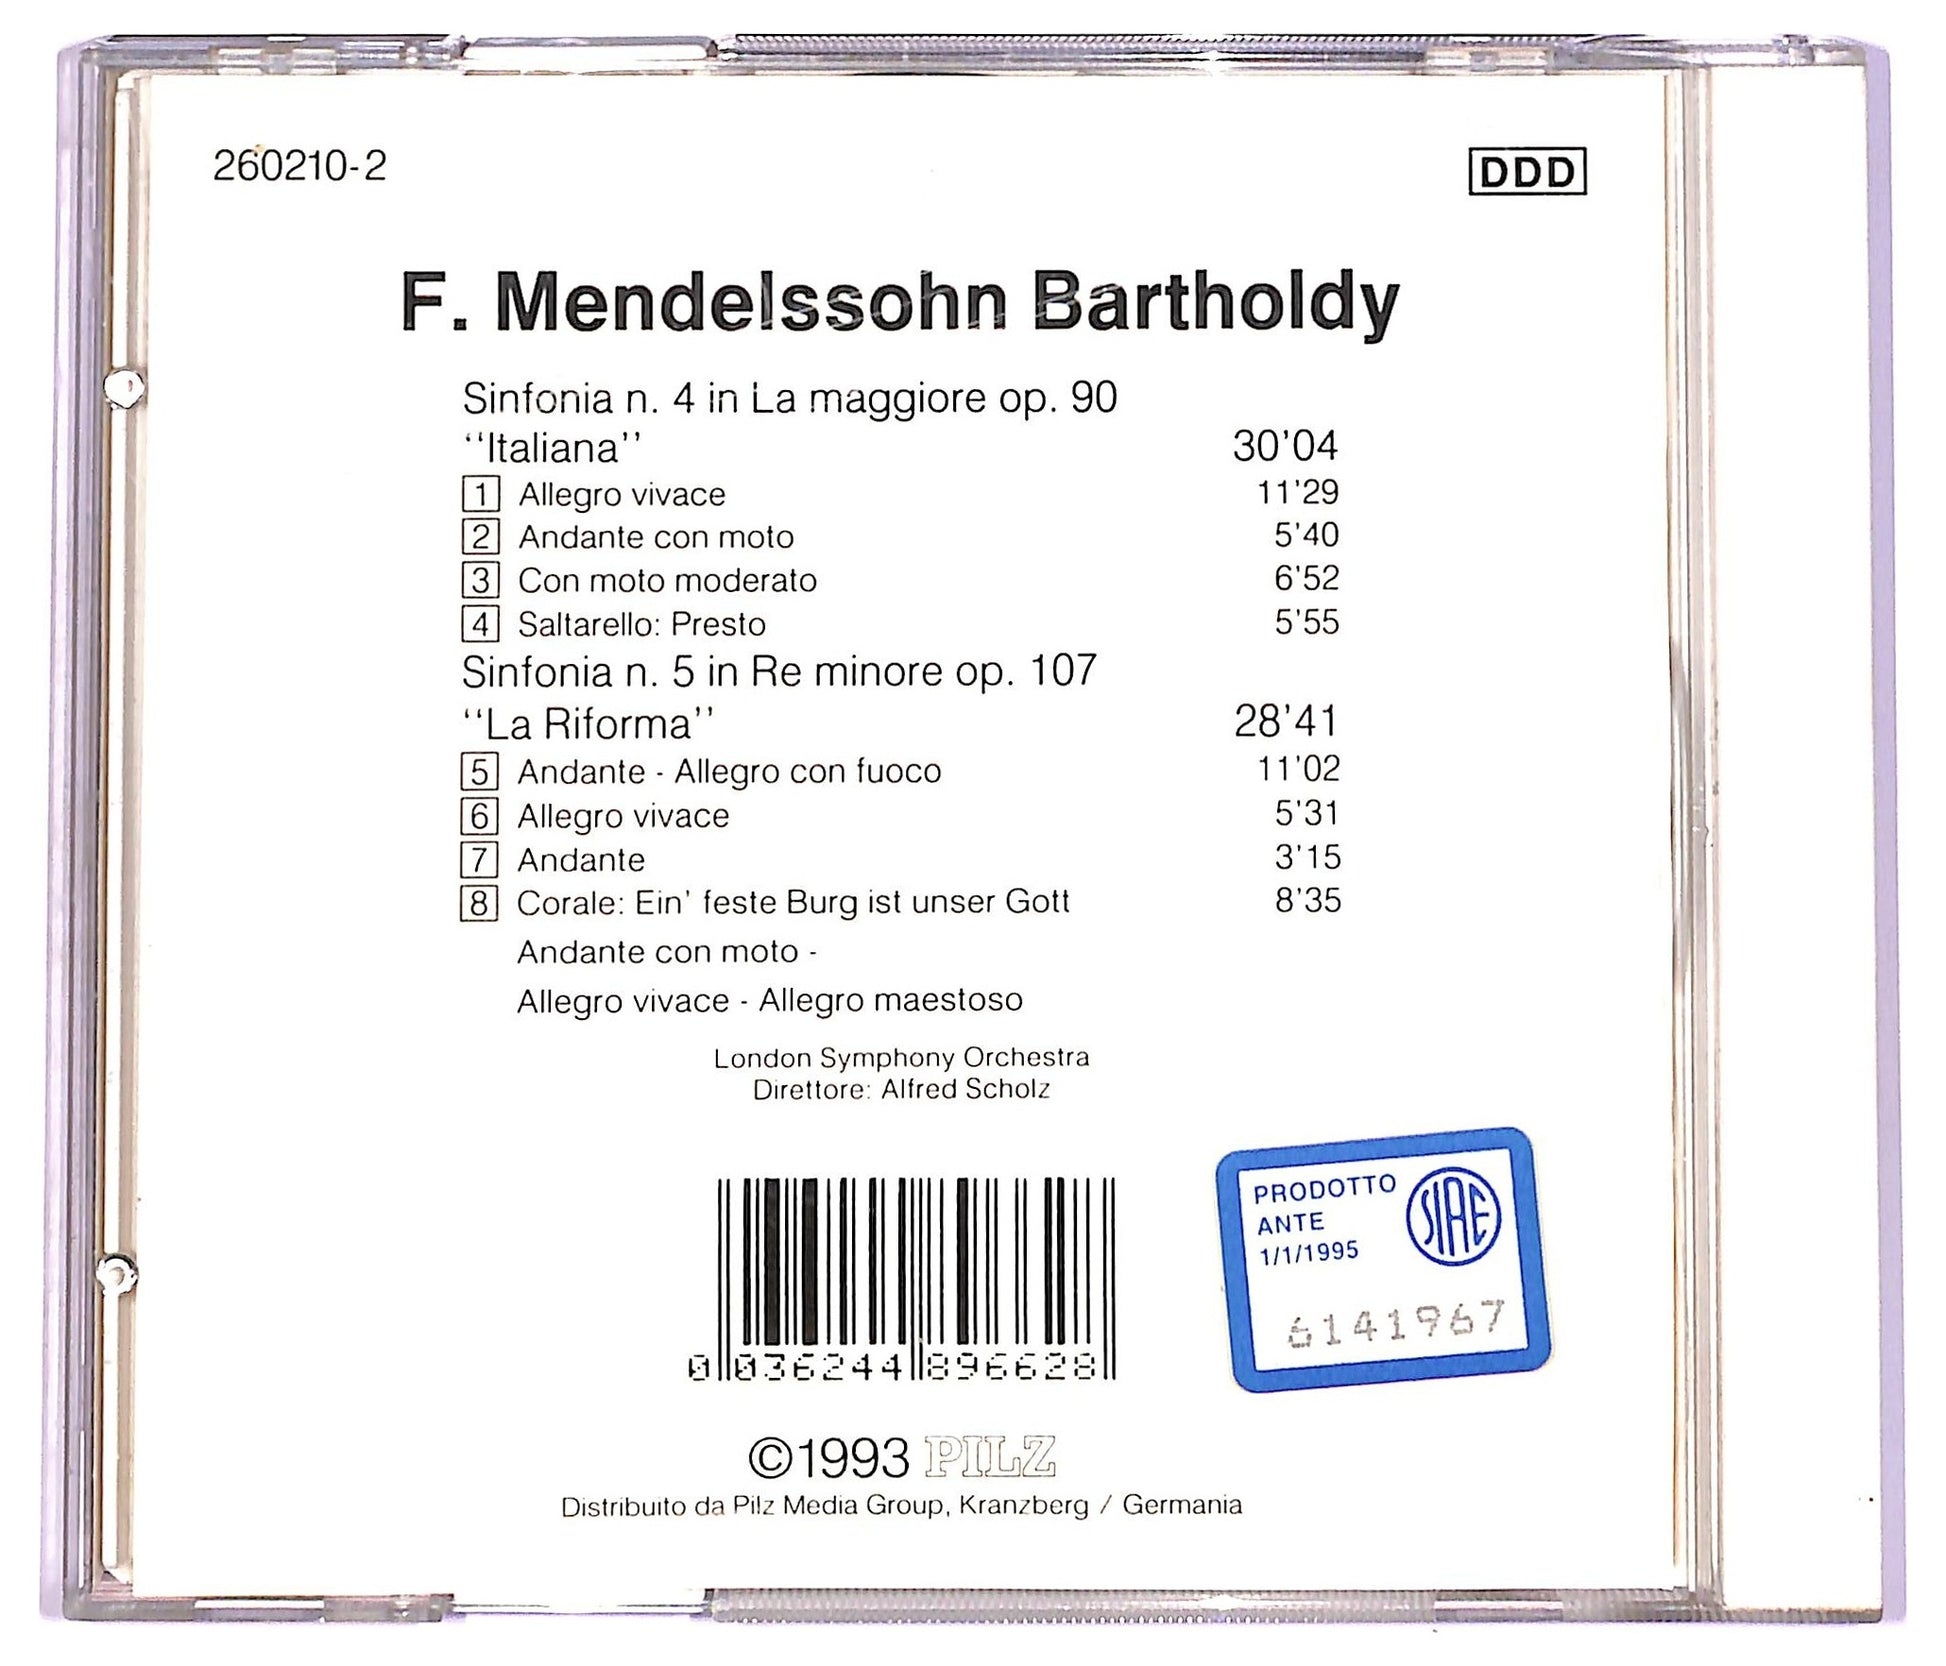 260210-2
DDD
F. Mendelssohn Bartholdy
Sinfonia n. 4 in La maggiore op. 90
"Italiana" 30'04
1 Allegro vivace 11'29
2 Andante con moto 5'40
3 Con moto moderato 6'52
4 Saltarello: Presto 5'55
Sinfonia n. 5 in Re minore op. 107
"La Riforma" 28'41
5 Andante - Allegro con fuoco 11'02
6 Allegro vivace 5'31
7 Andante 3'15
8 Corale: Ein' feste Burg ist unser Gott 8'35
Andante con moto -
Allegro vivace - Allegro maestoso
London Symphony Orchestra
Direttore: Alfred Scholz
PRODOTTO
ANTE
1/1/1995
SIAE
6141967
0 036244 896628
©1993 PILZ
Distribuito da Pilz Media Group, Kranzberg / Germania